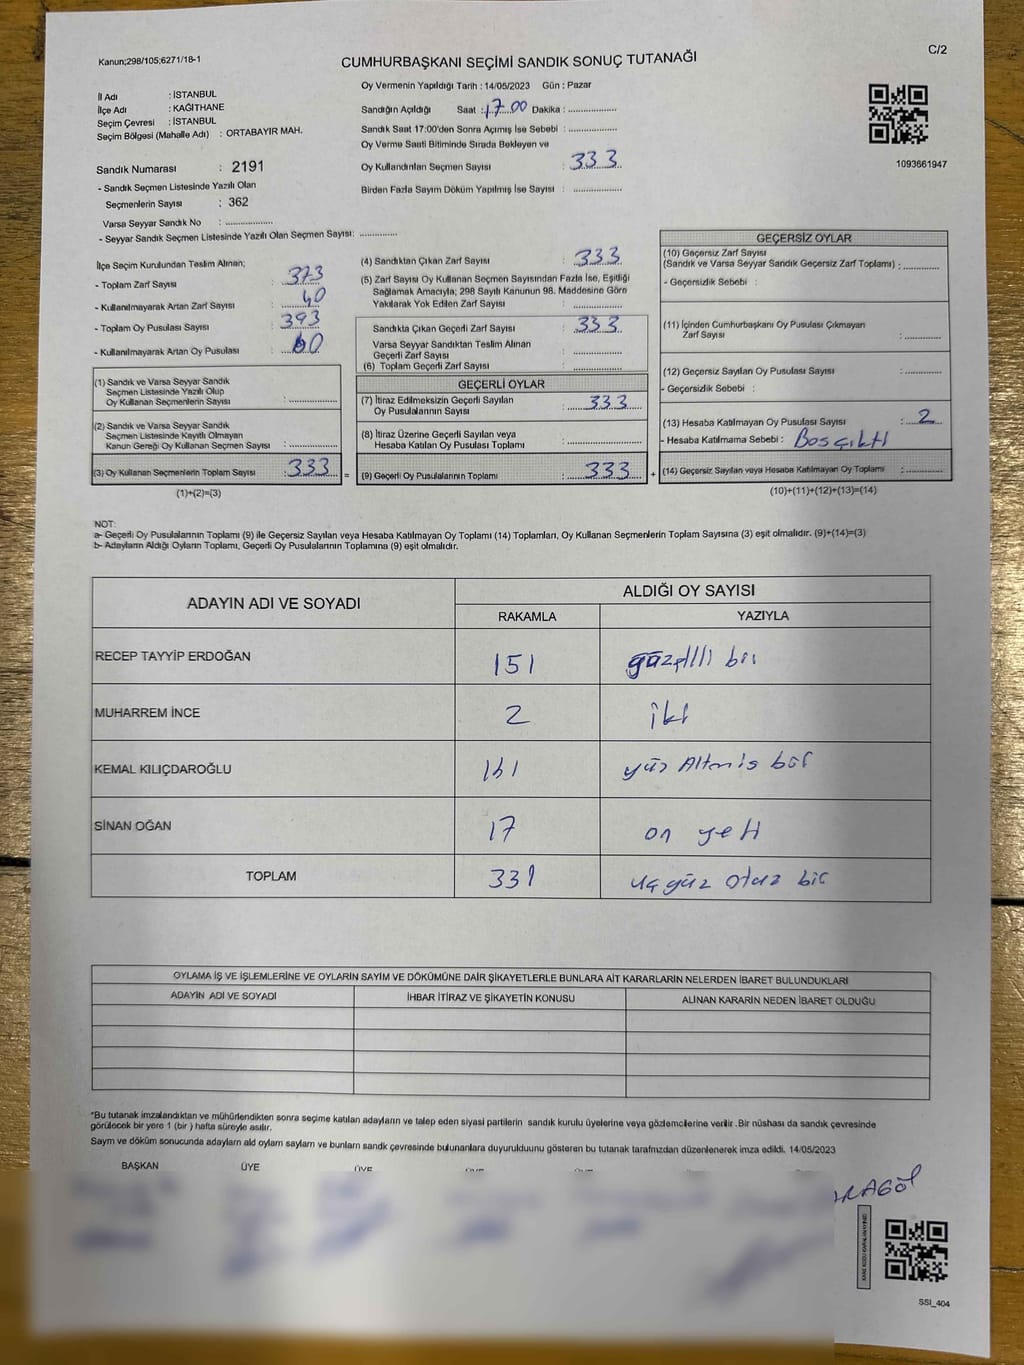 Kanun;298/105;6271/18-1
C/2
CUMHURBAŞKANI SEÇİMİ SANDIK SONUÇ TUTANAĞI
İl Adı : İSTANBUL
İlçe Adı : KAĞITHANE
Seçim Çevresi : İSTANBUL
Seçim Bölgesi (Mahalle Adı) : ORTABAYIR MAH.
Sandık Numarası : 2191
- Sandık Seçmen Listesinde Yazılı Olan
Seçmenlerin Sayısı : 362
Varsa Seyyar Sandık No : ................
- Seyyar Sandık Seçmen Listesinde Yazılı Olan Seçmen Sayısı: .............
Oy Vermenin Yapıldığı Tarih : 14/05/2023 Gün : Pazar
Sandığın Açıldığı Saat : 17.00 Dakika : ................
Sandık Saat 17:00'den Sonra Açımış İse Sebebi : ................
Oy Verme Saati Bitiminde Sırada Bekleyen ve
Oy Kullandırılan Seçmen Sayısı : 333
Birden Fazla Sayım Döküm Yapılmış İse Sayısı : ................
1093661947
İlçe Seçim Kurulundan Teslim Alınan;
- Toplam Zarf Sayısı : 373
- Kullanılmayarak Artan Zarf Sayısı : 40
- Toplam Oy Pusulası Sayısı : 393
- Kullanılmayarak Artan Oy Pusulası : 60
(1) Sandık ve Varsa Seyyar Sandık
Seçmen Listesinde Yazılı Olup
Oy Kullanan Seçmenlerin Sayısı : ................
(2) Sandık ve Varsa Seyyar Sandık
Seçmen Listesinde Kayıtlı Olmayan
Kanun Gereği Oy Kullanan Seçmen Sayısı : ................
(3) Oy Kullanan Seçmenlerin Toplam Sayısı : 333 =
(1)+(2)=(3)
(4) Sandıktan Çıkan Zarf Sayısı : 333
(5) Zarf Sayısı Oy Kullanan Seçmen Sayısından Fazla İse, Eşitliği
Sağlamak Amacıyla; 298 Sayılı Kanunun 98. Maddesine Göre
Yakılarak Yok Edilen Zarf Sayısı : ................
Sandıkta Çıkan Geçerli Zarf Sayısı : 333
Varsa Seyyar Sandıktan Teslim Alınan
Geçerli Zarf Sayısı : ................
(6) Toplam Geçerli Zarf Sayısı : ................
GEÇERLİ OYLAR
(7) İtiraz Edilmeksizin Geçerli Sayılan
Oy Pusulalarının Sayısı : 333
(8) İtiraz Üzerine Geçerli Sayılan veya
Hesaba Katılan Oy Pusulası Toplamı : ................
(9) Geçerli Oy Pusulalarının Toplamı : 333 +
GEÇERSİZ OYLAR
(10) Geçersiz Zarf Sayısı
(Sandık ve Varsa Seyyar Sandık Geçersiz Zarf Toplamı) : ............
- Geçersizlik Sebebi :
(11) İçinden Cumhurbaşkanı Oy Pusulası Çıkmayan
Zarf Sayısı : ............
(12) Geçersiz Sayılan Oy Pusulası Sayısı : ............
- Geçersizlik Sebebi :
(13) Hesaba Katılmayan Oy Pusulası Sayısı : 2
- Hesaba Katılmama Sebebi : Boş çıktı
(14) Geçersiz Sayılan veya Hesaba Katılmayan Oy Toplamı : ............
(10)+(11)+(12)+(13)=(14)
NOT:
a- Geçerli Oy Pusulalarının Toplamı (9) ile Geçersiz Sayılan veya Hesaba Katılmayan Oy Toplamı (14) Toplamları, Oy Kullanan Seçmenlerin Toplam Sayısına (3) eşit olmalıdır. (9)+(14)=(3)
b- Adayların Aldığı Oyların Toplamı, Geçerli Oy Pusulalarının Toplamına (9) eşit olmalıdır.
ADAYIN ADI VE SOYADI
ALDIĞI OY SAYISI
RAKAMLA YAZIYLA
RECEP TAYYİP ERDOĞAN 151 yüzelli bir
MUHARREM İNCE 2 iki
KEMAL KILIÇDAROĞLU 161 yüz Altmış bir
SİNAN OĞAN 17 on yedi
TOPLAM 331 üç yüz otuz bir
OYLAMA İŞ VE İŞLEMLERİNE VE OYLARIN SAYIM VE DÖKÜMÜNE DAİR ŞİKAYETLERLE BUNLARA AİT KARARLARIN NELERDEN İBARET BULUNDUKLARI
ADAYIN ADI VE SOYADI İHBAR İTİRAZ VE ŞİKAYETİN KONUSU ALINAN KARARIN NEDEN İBARET OLDUĞU
*Bu tutanak imzalandıktan ve mühürlendikten sonra seçime katılan adayların ve talep eden siyasi partilerin sandık kurulu üyelerine veya gözlemcilerine verilir. Bir nüshası da sandık çevresinde
görülecek bir yere 1 (bir ) hafta süreyle asılır.
Sayım ve döküm sonucunda adayların ald oyların sayları ve bunların sandk çevresinde bulunanlara duyurulduunu gösteren bu tutanak tarafmzdan düzenlenerek imza edildi. 14/05/2023
BAŞKAN ÜYE ÜYE
ARAGÖL
SSI_404